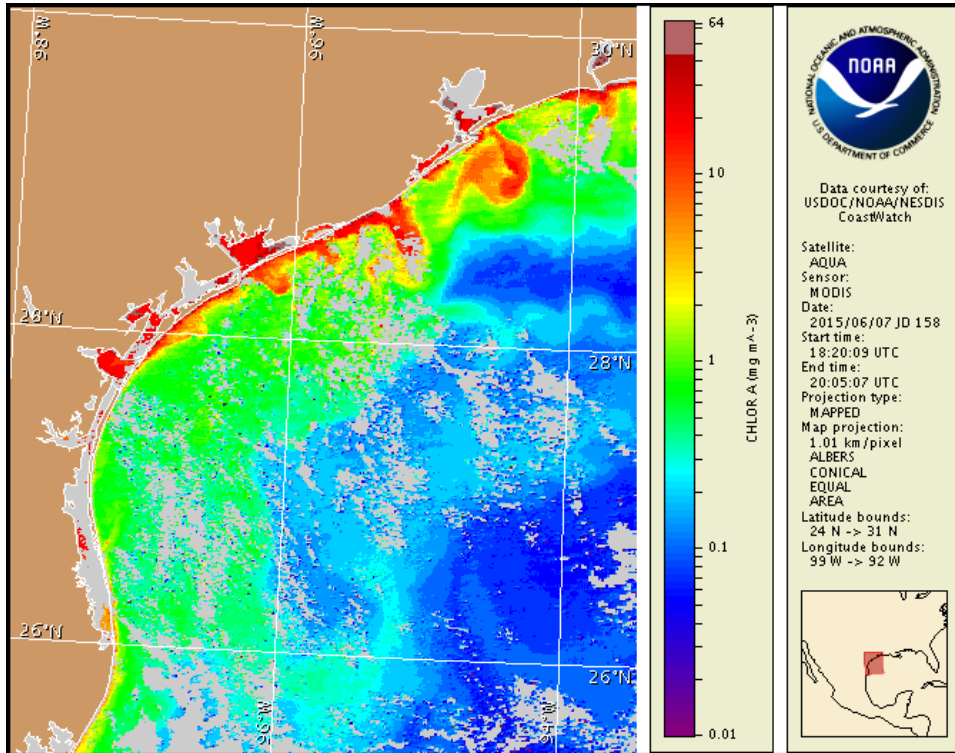 98°W
96°W
30°N
28°N
28°N
26°N
26°N
96°W
94°W
64
10
1
0.1
0.01
CHLOR A (mg m^-3)
NATIONAL OCEANIC AND ATMOSPHERIC ADMINISTRATION
NOAA
U.S. DEPARTMENT OF COMMERCE
Data courtesy of:
USDOC/NOAA/NESDIS
CoastWatch
Satellite:
AQUA
Sensor:
MODIS
Date:
2015/06/07 JD 158
Start time:
18:20:09 UTC
End time:
20:05:07 UTC
Projection type:
MAPPED
Map projection:
1.01 km/pixel
ALBERS
CONICAL
EQUAL
AREA
Latitude bounds:
24 N -> 31 N
Longitude bounds:
99 W -> 92 W